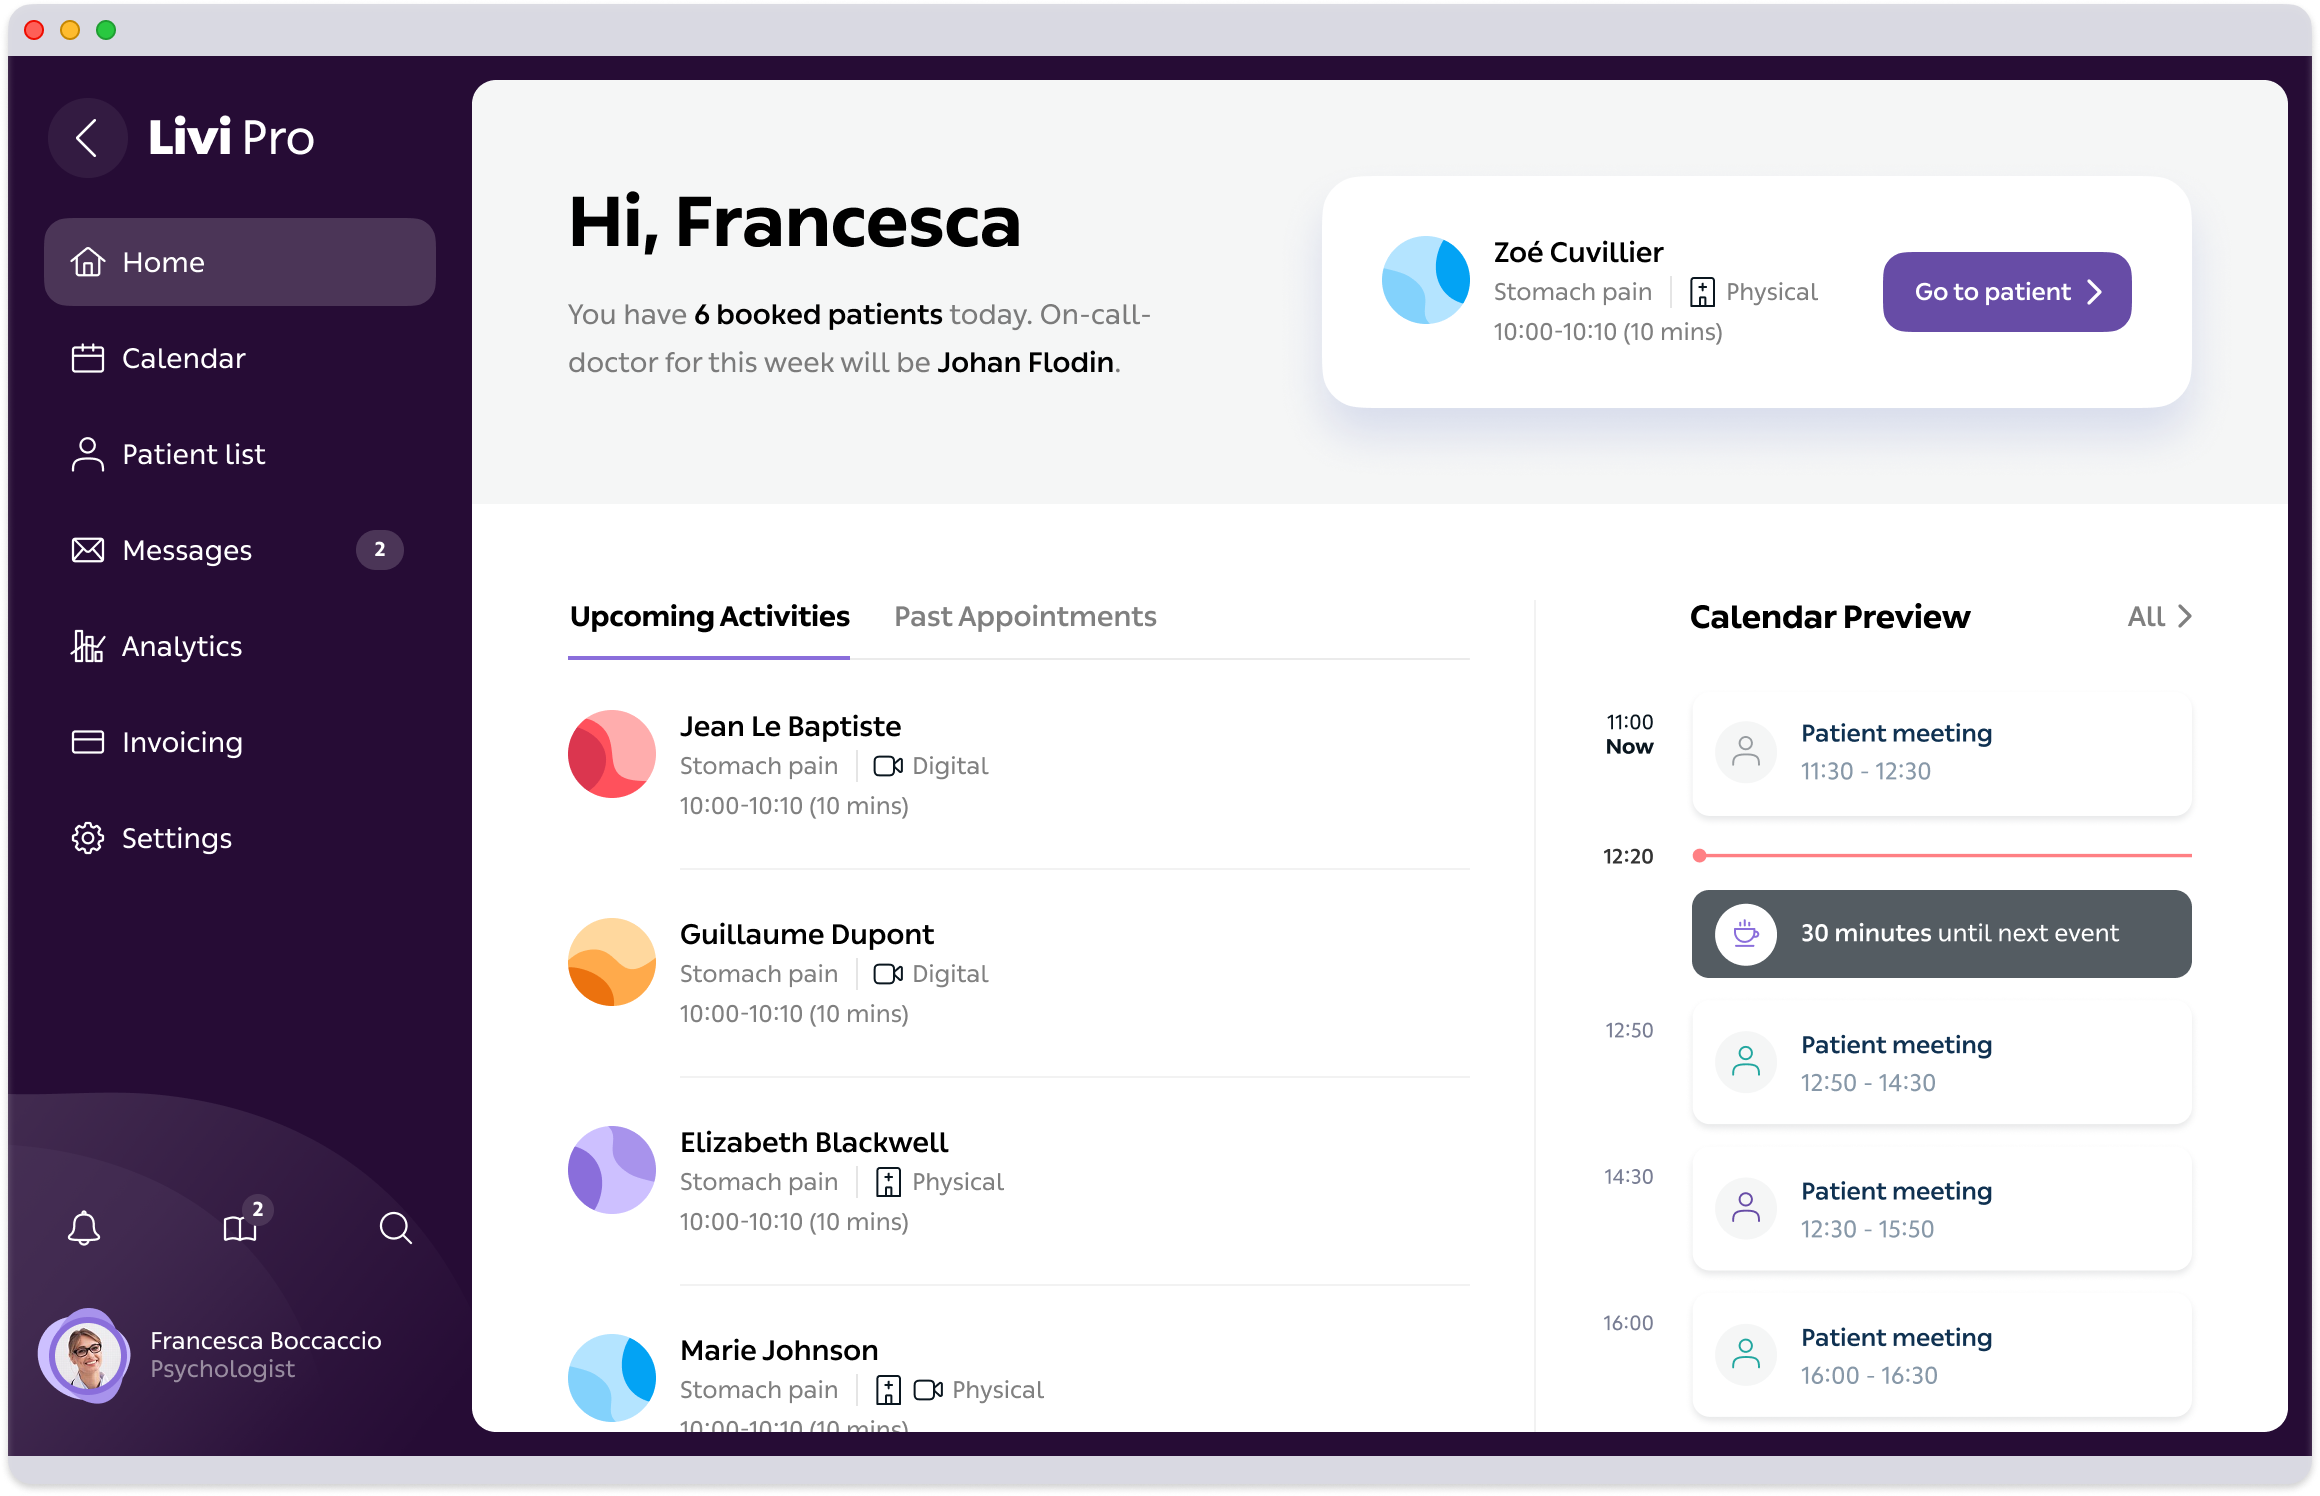 Livi Pro
Home
Calendar
Patient list
Messages
2
Analytics
Invoicing
Settings
2
Francesca Boccaccio
Psychologist
Hi, Francesca
You have 6 booked patients today. On-call-
doctor for this week will be Johan Flodin.
Zoé Cuvillier
Stomach pain Physical
10:00-10:10 (10 mins)
Go to patient
Upcoming Activities
Past Appointments
Jean Le Baptiste
Stomach pain Digital
10:00-10:10 (10 mins)
Guillaume Dupont
Stomach pain Digital
10:00-10:10 (10 mins)
Elizabeth Blackwell
Stomach pain Physical
10:00-10:10 (10 mins)
Marie Johnson
Stomach pain Physical
10:00-10:10 (10 mins)
Calendar Preview
All
11:00
Now
Patient meeting
11:30 - 12:30
12:20
30 minutes until next event
12:50
Patient meeting
12:50 - 14:30
14:30
Patient meeting
12:30 - 15:50
16:00
Patient meeting
16:00 - 16:30